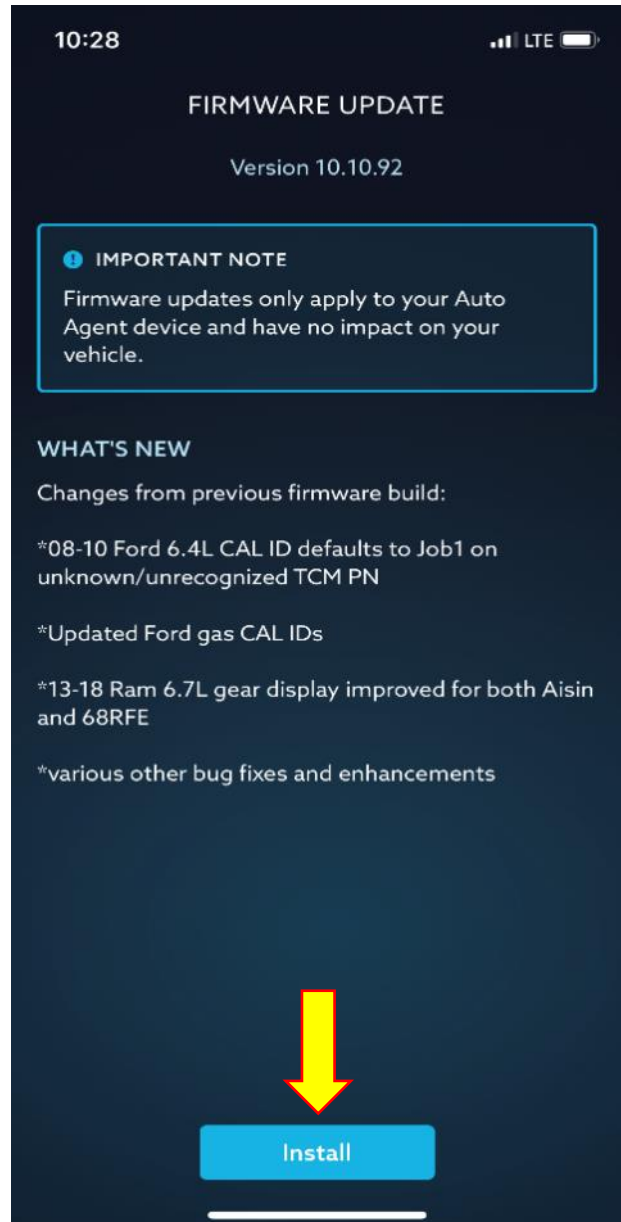 10:28
LTE
FIRMWARE UPDATE
Version 10.10.92
IMPORTANT NOTE
Firmware updates only apply to your Auto
Agent device and have no impact on your
vehicle.
WHAT'S NEW
Changes from previous firmware build:
*08-10 Ford 6.4L CAL ID defaults to Job1 on
unknown/unrecognized TCM PN
*Updated Ford gas CAL IDs
*13-18 Ram 6.7L gear display improved for both Aisin
and 68RFE
*various other bug fixes and enhancements
Install